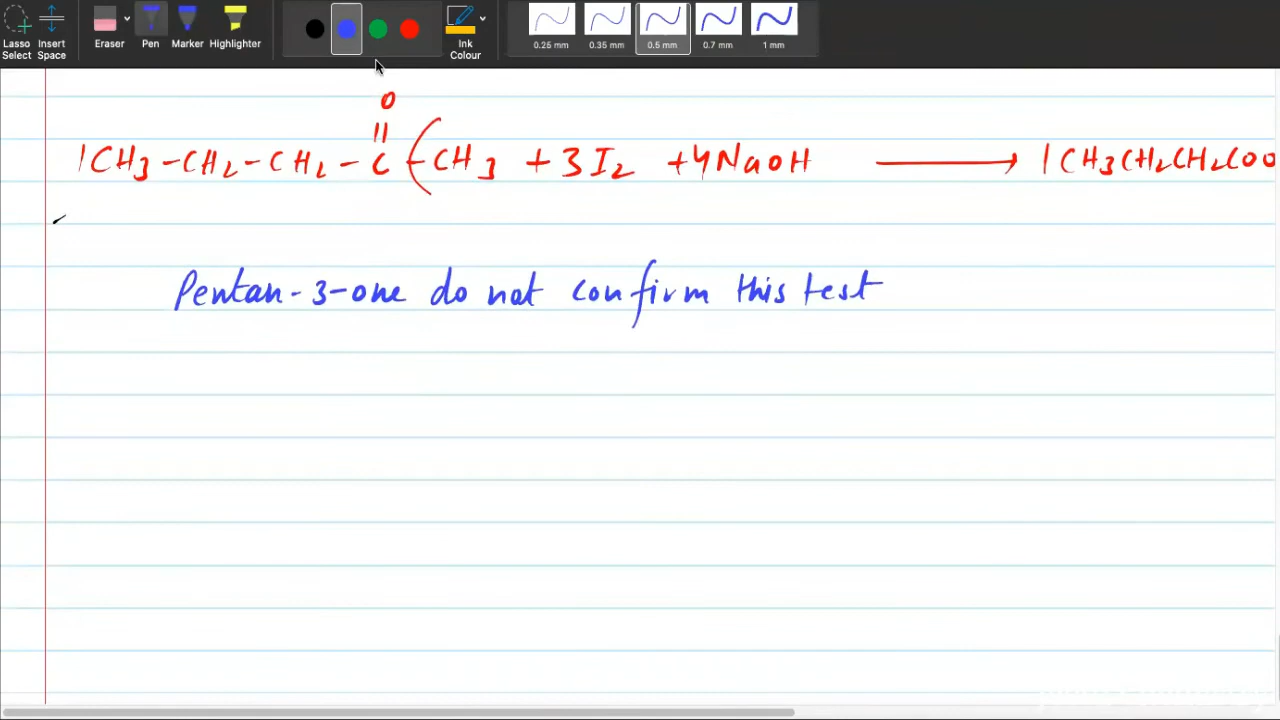 Lasso Select
Insert Space
Eraser
Pen
Marker
Highlighter
Ink Colour
0.25 mm
0.35 mm
0.5 mm
0.7 mm
1 mm
O
||
CH3-CH2-CH2-C-CH3 + 3I2 + 4NaOH ⟶ CH3CH2CH2COO
Pentan-3-one do not confirm this test